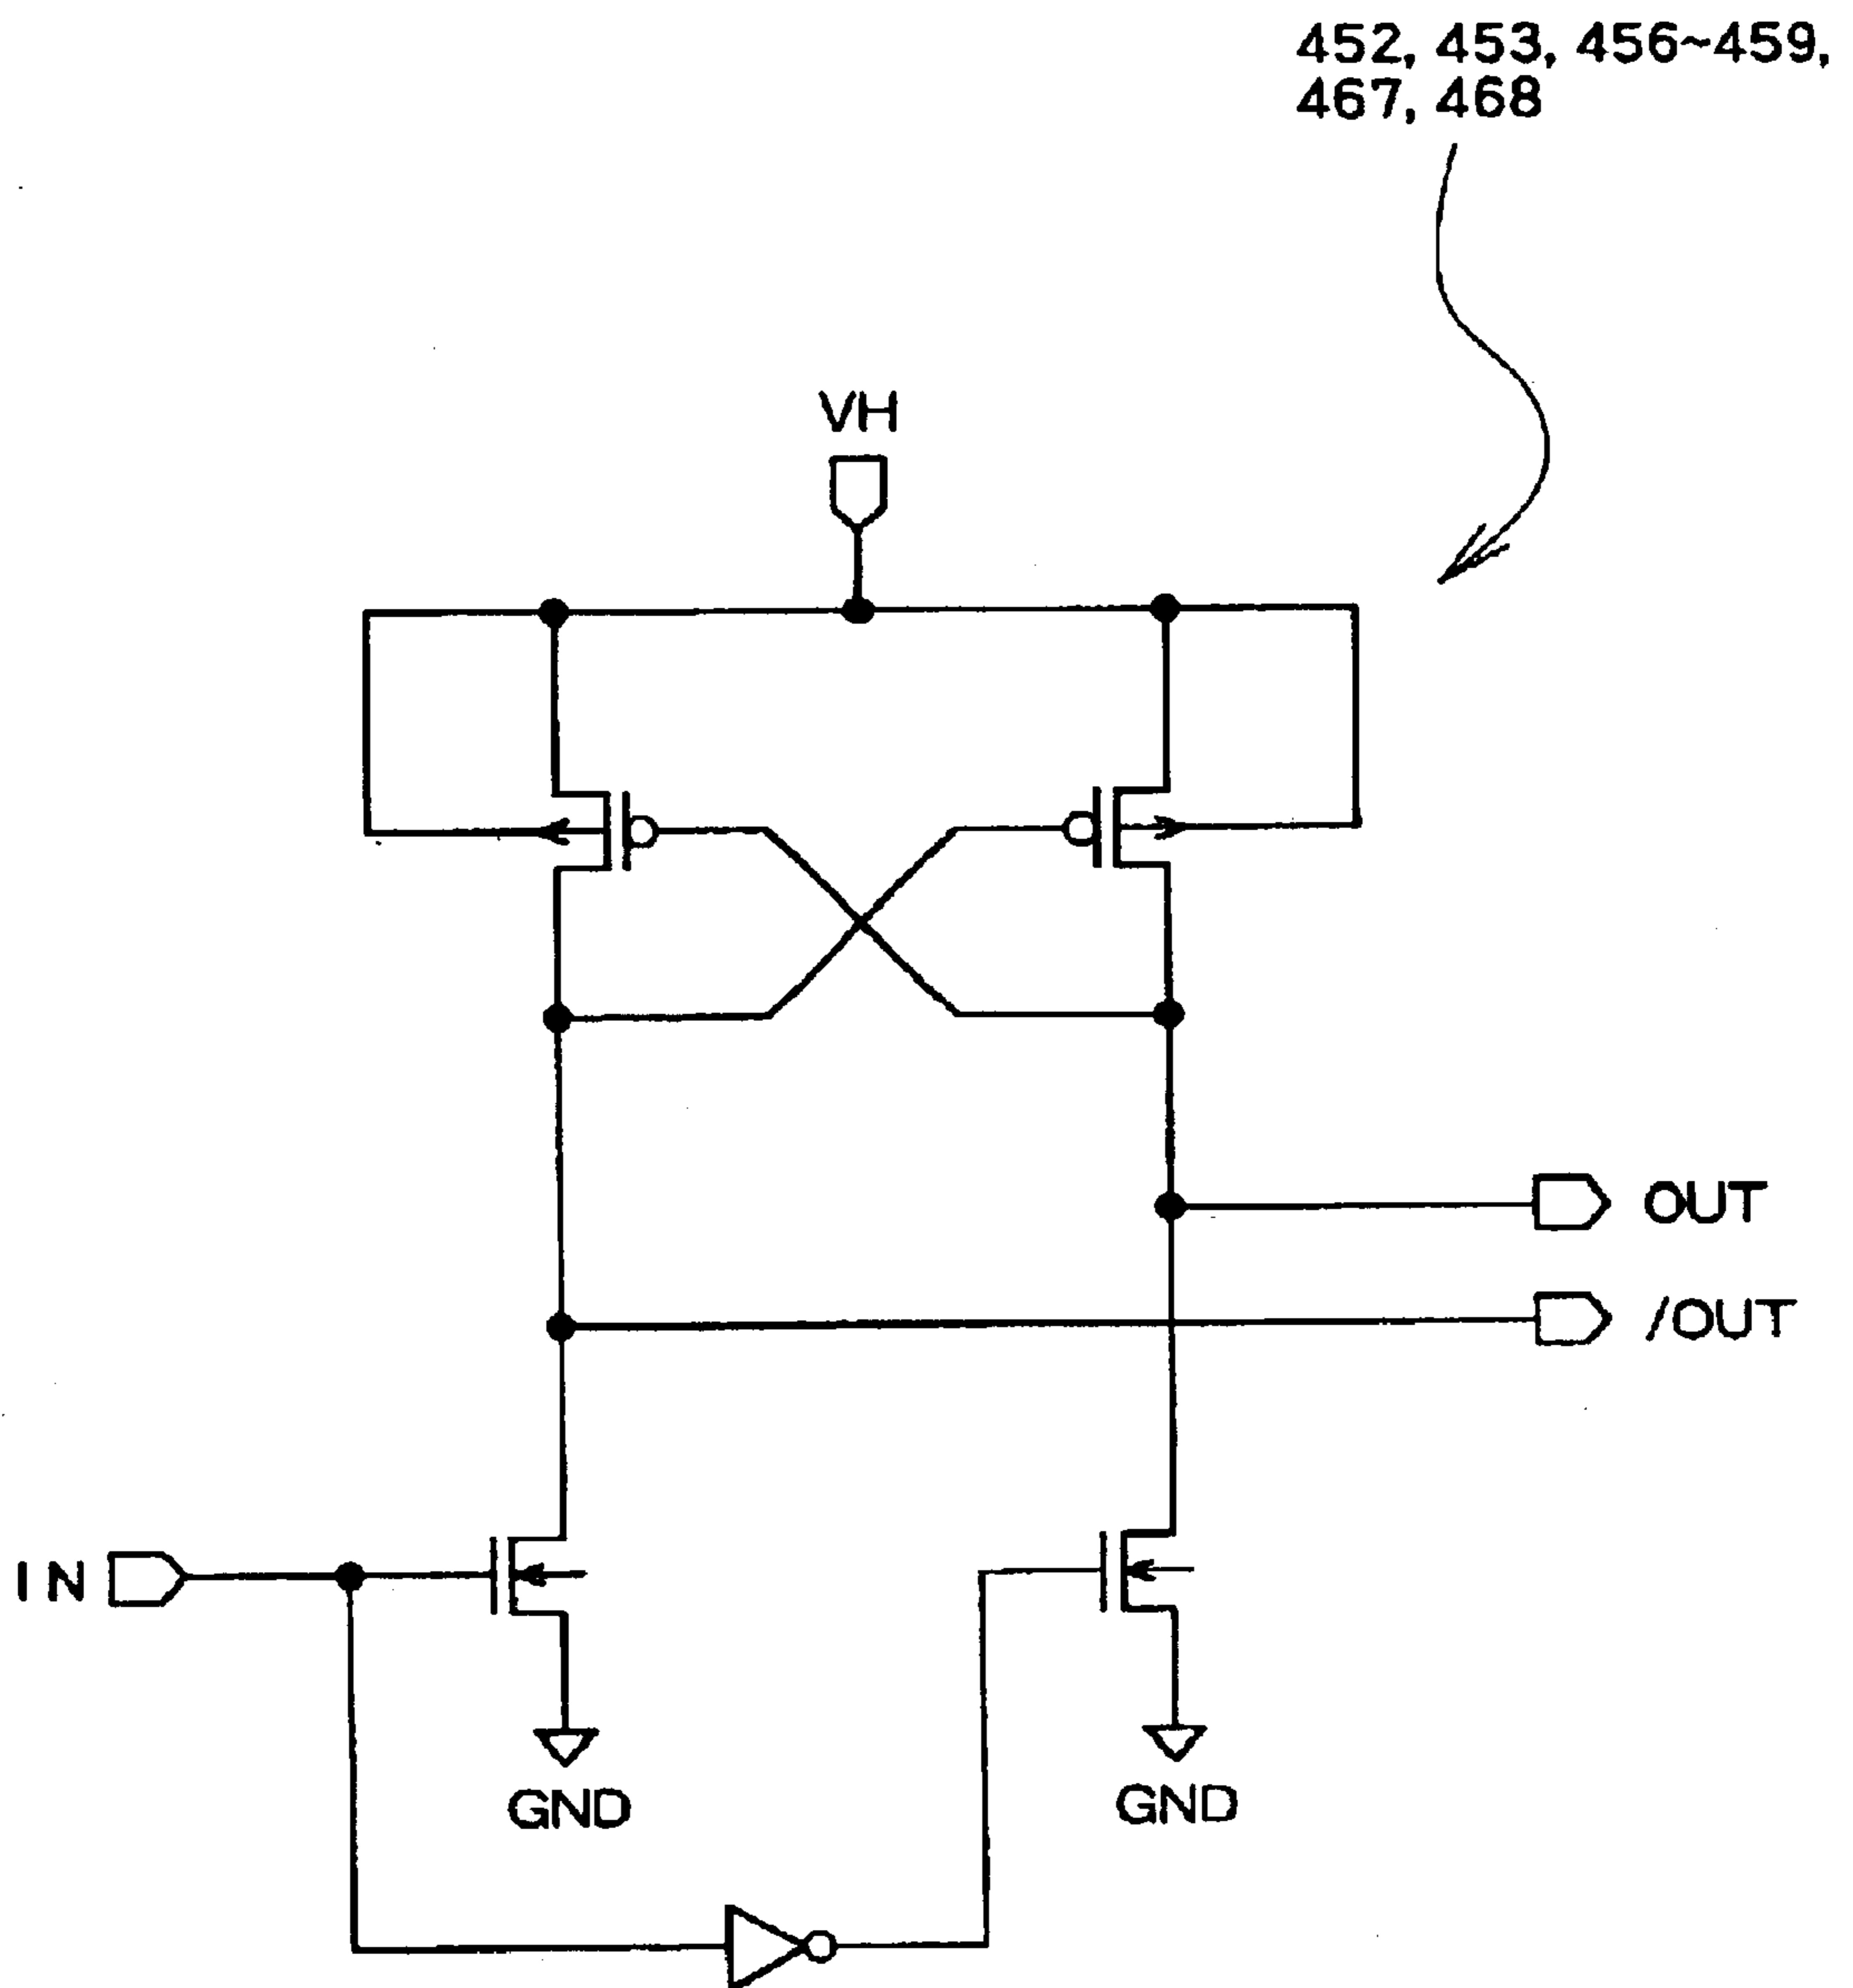 452, 453, 456~459,
467, 468
VH
OUT
/OUT
IN
GND
GND